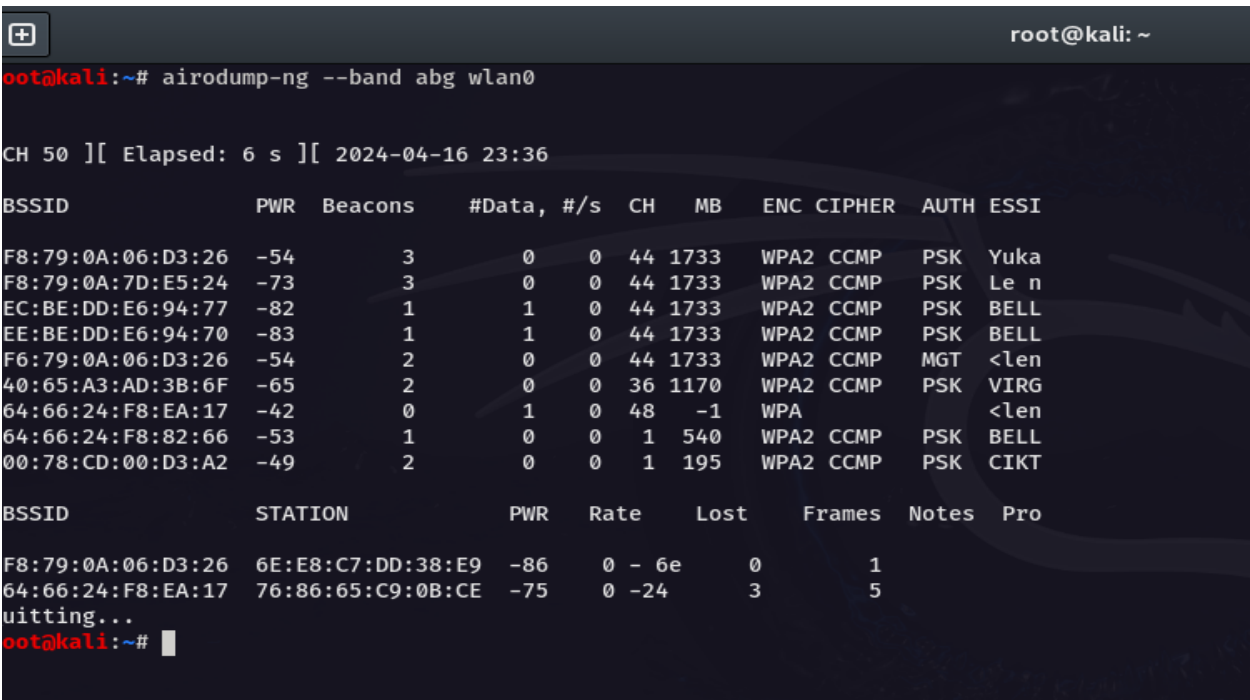 root@kali: ~
oot@kali:~# airodump-ng --band abg wlan0
CH 50 ][ Elapsed: 6 s ][ 2024-04-16 23:36
BSSID PWR Beacons #Data, #/s CH MB ENC CIPHER AUTH ESSI
F8:79:0A:06:D3:26 -54 3 0 0 44 1733 WPA2 CCMP PSK Yuka
F8:79:0A:7D:E5:24 -73 3 0 0 44 1733 WPA2 CCMP PSK Le n
EC:BE:DD:E6:94:77 -82 1 1 0 44 1733 WPA2 CCMP PSK BELL
EE:BE:DD:E6:94:70 -83 1 1 0 44 1733 WPA2 CCMP PSK BELL
F6:79:0A:06:D3:26 -54 2 0 0 44 1733 WPA2 CCMP MGT <len
40:65:A3:AD:3B:6F -65 2 0 0 36 1170 WPA2 CCMP PSK VIRG
64:66:24:F8:EA:17 -42 0 1 0 48 -1 WPA <len
64:66:24:F8:82:66 -53 1 0 0 1 540 WPA2 CCMP PSK BELL
00:78:CD:00:D3:A2 -49 2 0 0 1 195 WPA2 CCMP PSK CIKT
BSSID STATION PWR Rate Lost Frames Notes Pro
F8:79:0A:06:D3:26 6E:E8:C7:DD:38:E9 -86 0 - 6e 0 1
64:66:24:F8:EA:17 76:86:65:C9:0B:CE -75 0 -24 3 5
uitting...
oot@kali:~#